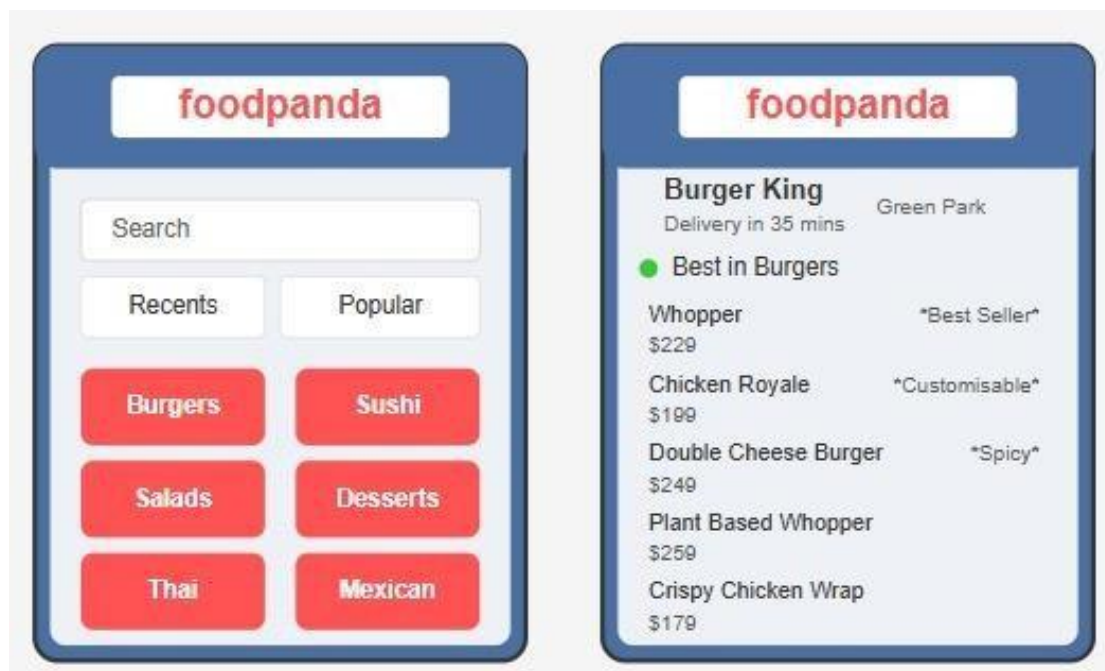 foodpanda
Search
Recents Popular
Burgers Sushi
Salads Desserts
Thai Mexican
foodpanda
Burger King
Green Park
Delivery in 35 mins
Best in Burgers
Whopper *Best Seller*
$229
Chicken Royale *Customisable*
$199
Double Cheese Burger *Spicy*
$249
Plant Based Whopper
$259
Crispy Chicken Wrap
$179